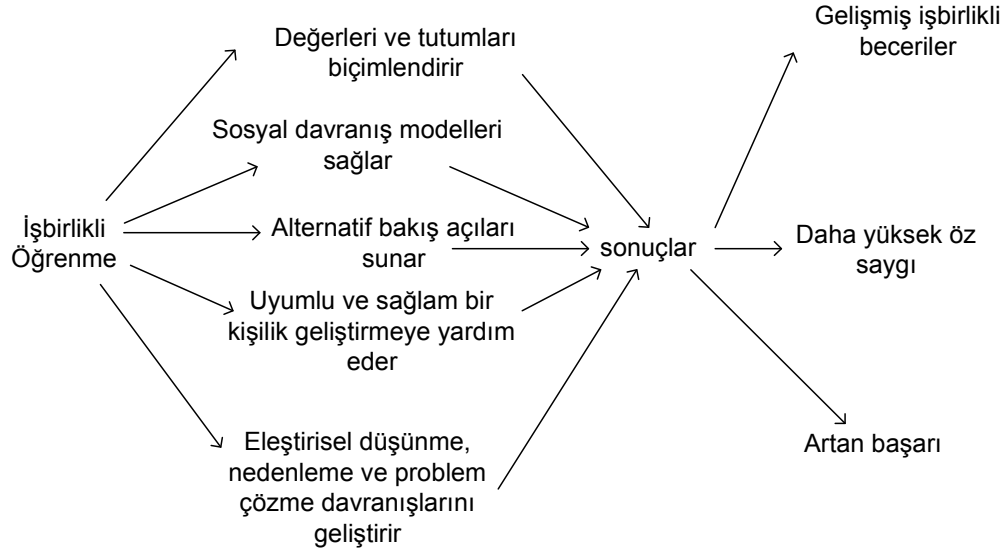 İşbirlikli
Öğrenme
Değerleri ve tutumları
biçimlendirir
Sosyal davranış modelleri
sağlar
Alternatif bakış açıları
sunar
Uyumlu ve sağlam bir
kişilik geliştirmeye yardım
eder
Eleştirisel düşünme,
nedenleme ve problem
çözme davranışlarını
geliştirir
sonuçlar
Gelişmiş işbirlikli
beceriler
Daha yüksek öz
saygı
Artan başarı